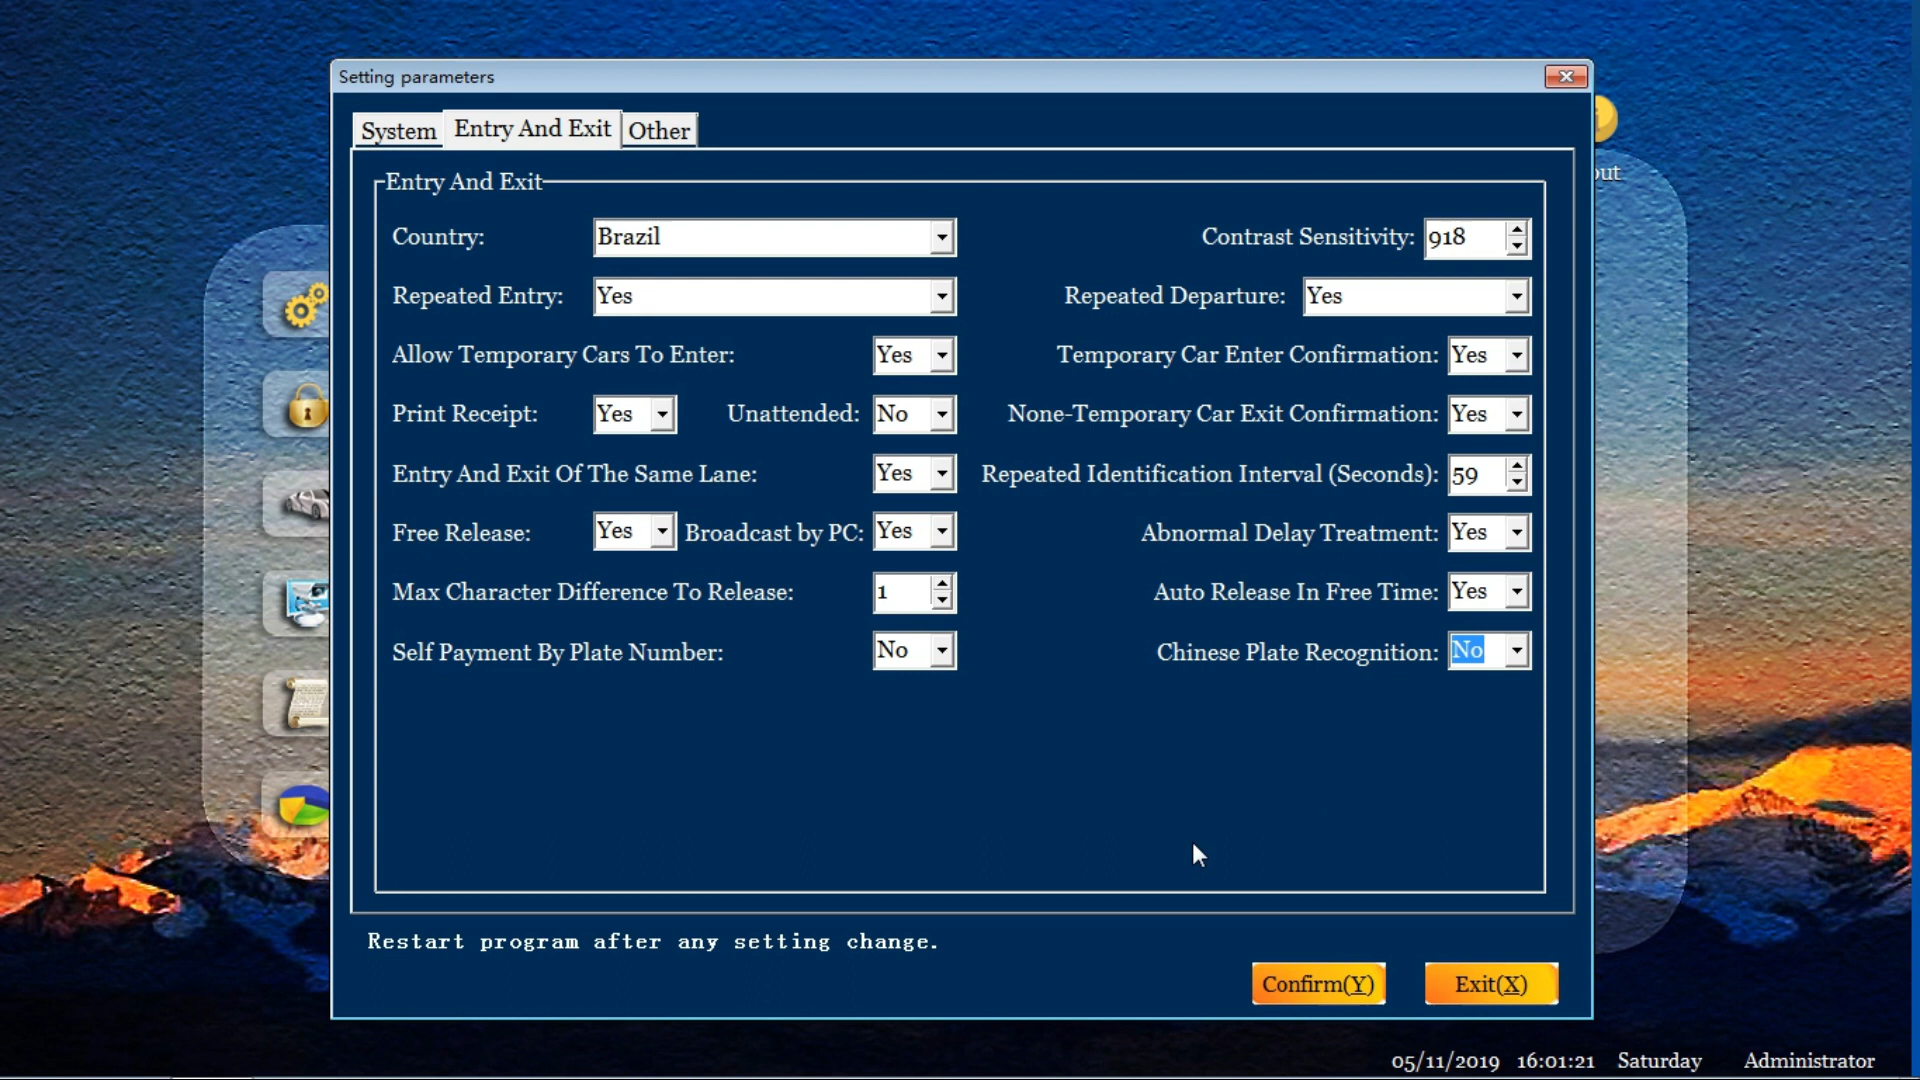 Setting parameters
System Entry And Exit Other
out
Entry And Exit
Country: Brazil Contrast Sensitivity: 918
Repeated Entry: Yes Repeated Departure: Yes
Allow Temporary Cars To Enter: Yes Temporary Car Enter Confirmation: Yes
Print Receipt: Yes Unattended: No None-Temporary Car Exit Confirmation: Yes
Entry And Exit Of The Same Lane: Yes Repeated Identification Interval (Seconds): 59
Free Release: Yes Broadcast by PC: Yes Abnormal Delay Treatment: Yes
Max Character Difference To Release: 1 Auto Release In Free Time: Yes
Self Payment By Plate Number: No Chinese Plate Recognition: No
Restart program after any setting change.
Confirm(Y) Exit(X)
05/11/2019 16:01:21 Saturday Administrator